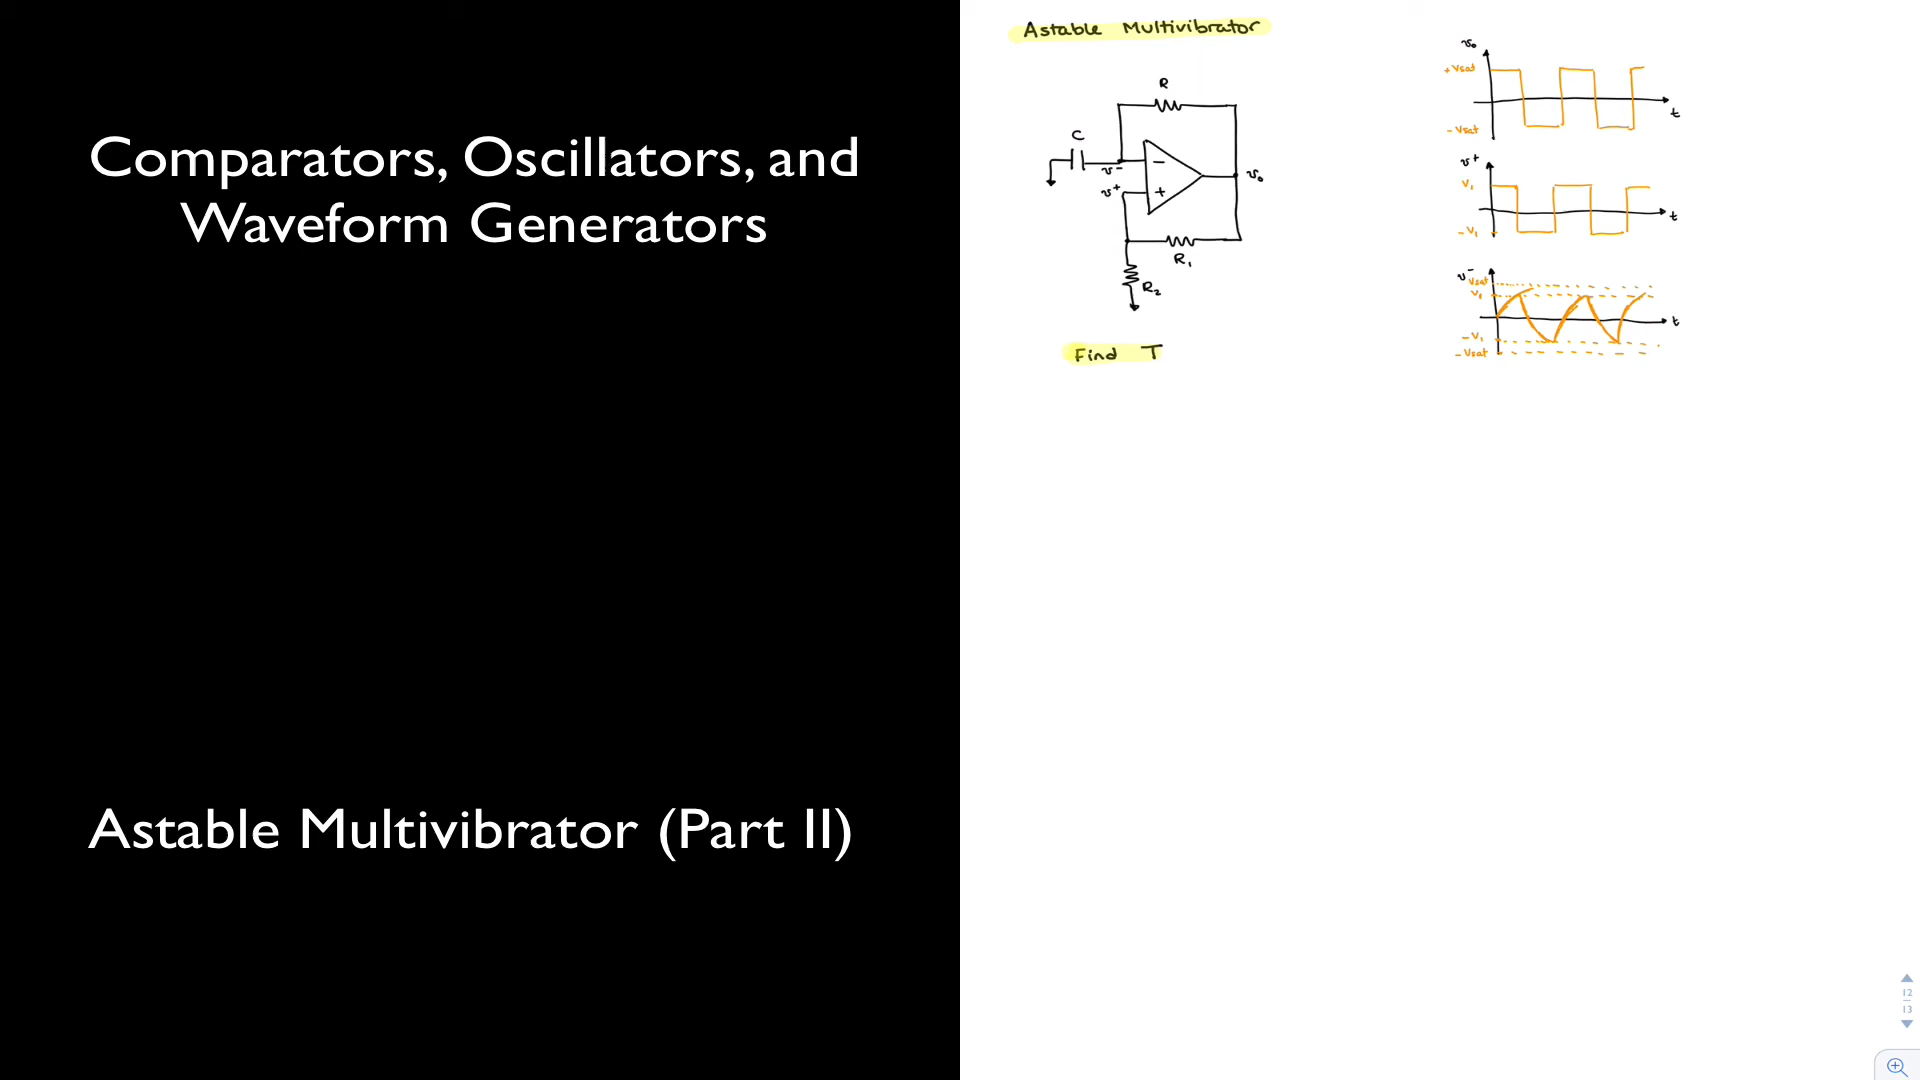 Comparators, Oscillators, and
Waveform Generators
Astable Multivibrator (Part II)
Astable Multivibrator
R
C
v-
v+
-
+
vo
R1
R2
Find T
vo
+Vsat
-Vsat
t
v+
V1
-V1
t
v-
Vsat
V1
-V1
-Vsat
t
12
13